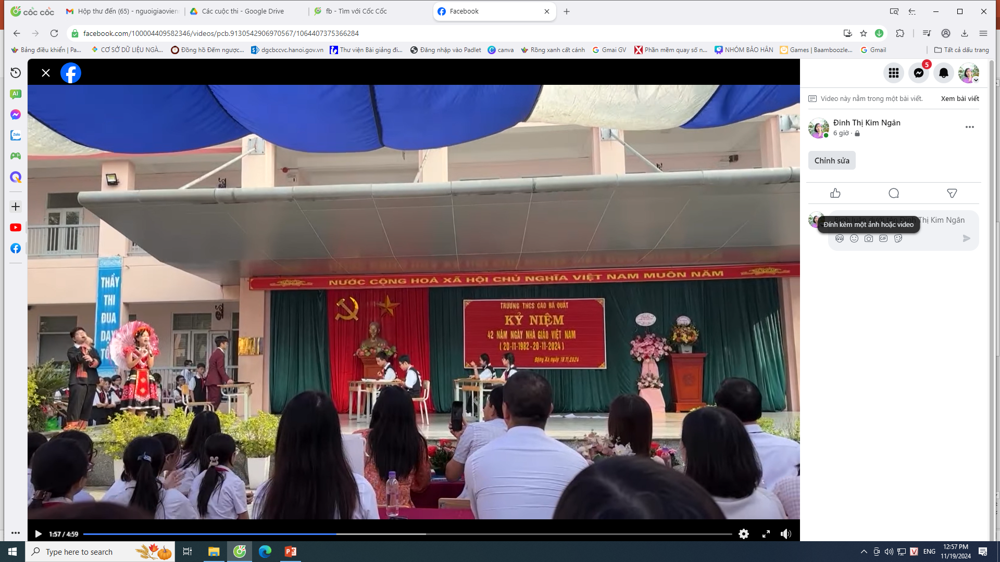 cốc cốc
Hộp thư đến (65) - nguoigiaovien
Các cuộc thi - Google Drive
fb - Tìm với Cốc Cốc
Facebook
facebook.com/100004409582346/videos/pcb.9130542906970567/1064407375366284
Bảng điều khiển | Pa...
CƠ SỞ DỮ LIỆU NGÀ...
Đồng hồ Đếm ngược...
dgcbccvc.hanoi.gov.vn
Thư viện Bài giảng đi...
Đăng nhập vào Padlet
canva
Rồng xanh cất cánh
Gmai GV
Phần mềm quay số n...
NHÓM BẢO HÂN
Games | Baamboozle...
Gmail
Tất cả dấu trang
AI
Zalo
5
Video này nằm trong một bài viết.
Xem bài viết
Đinh Thị Kim Ngân
6 giờ ·
Chỉnh sửa
Bình luận dưới tên Đinh Thị Kim Ngân
Đính kèm một ảnh hoặc video
GIF
NƯỚC CỘNG HOÀ XÃ HỘI CHỦ NGHĨA VIỆT NAM MUÔN NĂM
THẦY
THI
ĐUA
DẠY
TỐ
TRƯỜNG THCS CAO BÁ QUÁT
KỶ NIỆM
42 NĂM NGÀY NHÀ GIÁO VIỆT NAM
(20-11-1982-20-11-2024)
Đặng Xá, ngày 18.11.2024
1:57 / 4:59
Type here to search
ENG
12:57 PM
11/19/2024